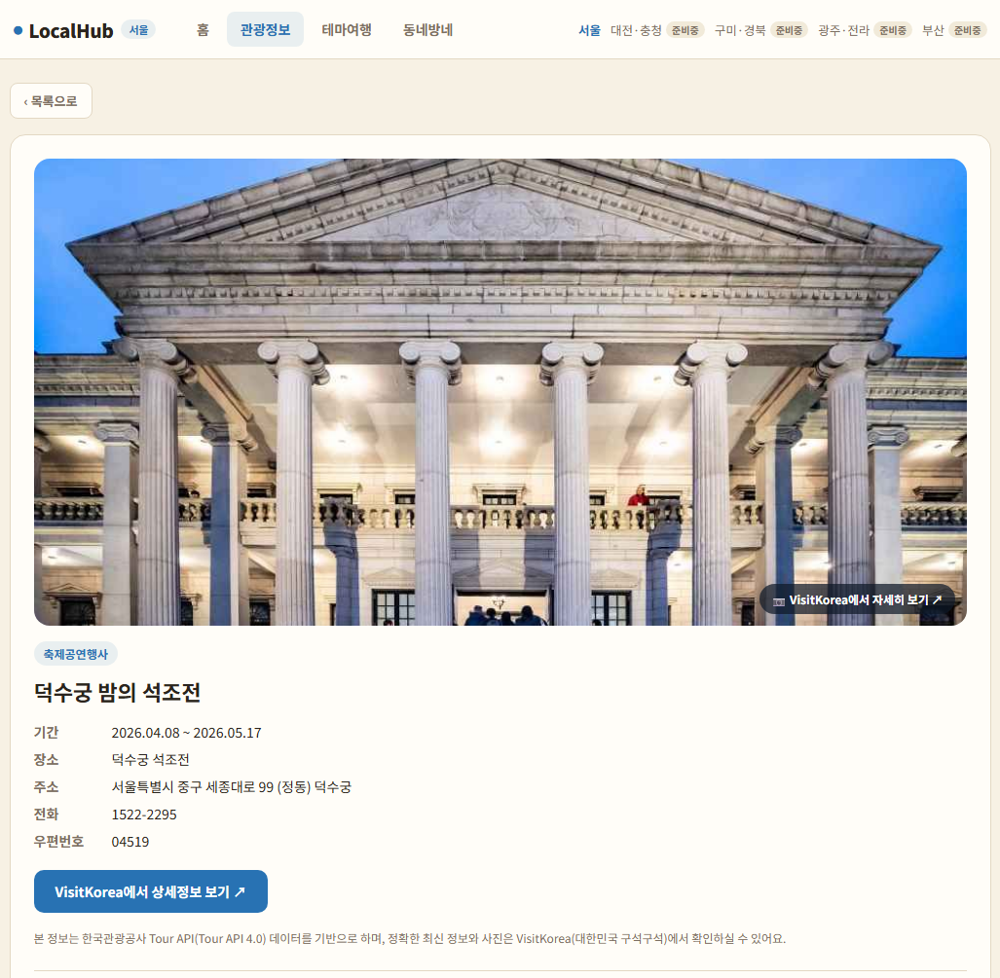 LocalHub 서울 홈 관광정보 테마여행 동네방네 서울 대전·충청 준비중 구미·경북 준비중 광주·전라 준비중 부산 준비중
‹ 목록으로
VisitKorea에서 자세히 보기 ↗
축제공연행사
덕수궁 밤의 석조전
기간 2026.04.08 ~ 2026.05.17
장소 덕수궁 석조전
주소 서울특별시 중구 세종대로 99 (정동) 덕수궁
전화 1522-2295
우편번호 04519
VisitKorea에서 상세정보 보기 ↗
본 정보는 한국관광공사 Tour API(Tour API 4.0) 데이터를 기반으로 하며, 정확한 최신 정보와 사진은 VisitKorea(대한민국 구석구석)에서 확인하실 수 있어요.